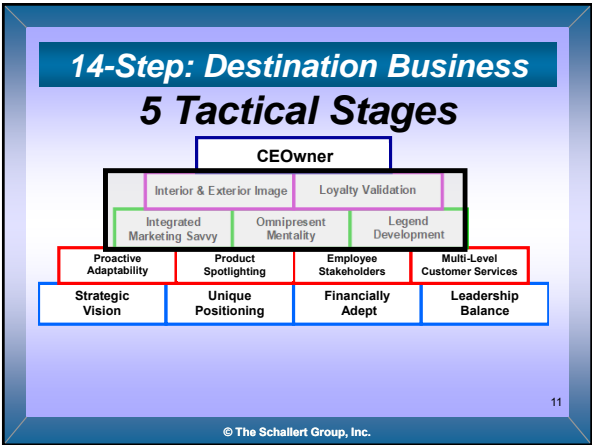 14-Step: Destination Business
5 Tactical Stages
CEOwner
Interior & Exterior Image
Loyalty Validation
Integrated
Marketing Savvy
Omnipresent
Mentality
Legend
Development
Proactive
Adaptability
Product
Spotlighting
Employee
Stakeholders
Multi-Level
Customer Services
Strategic
Vision
Unique
Positioning
Financially
Adept
Leadership
Balance
11
© The Schallert Group, Inc.